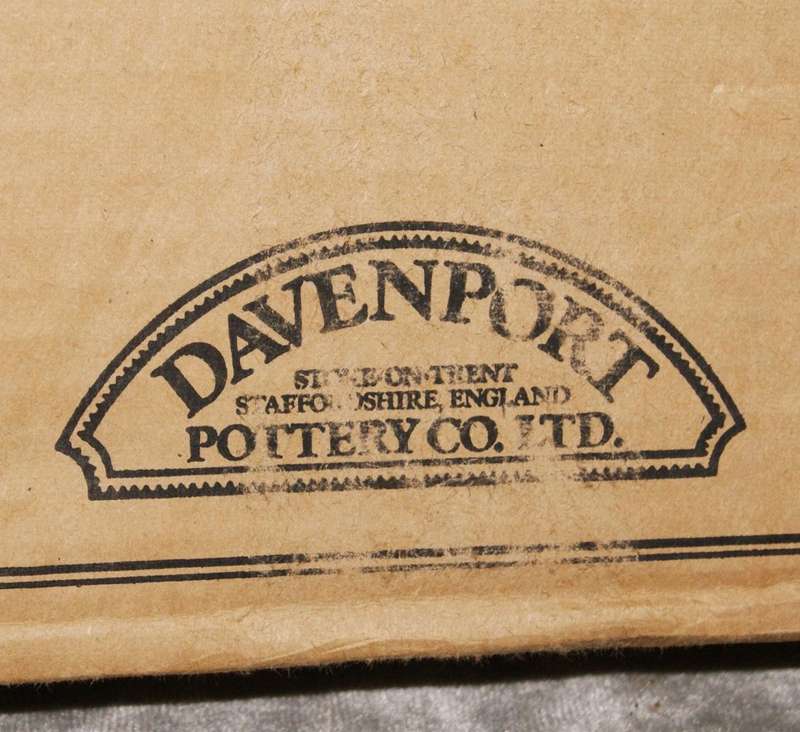 DAVENPORT
STOKE-ON-TRENT
STAFFORDSHIRE, ENGLAND
POTTERY CO. LTD.